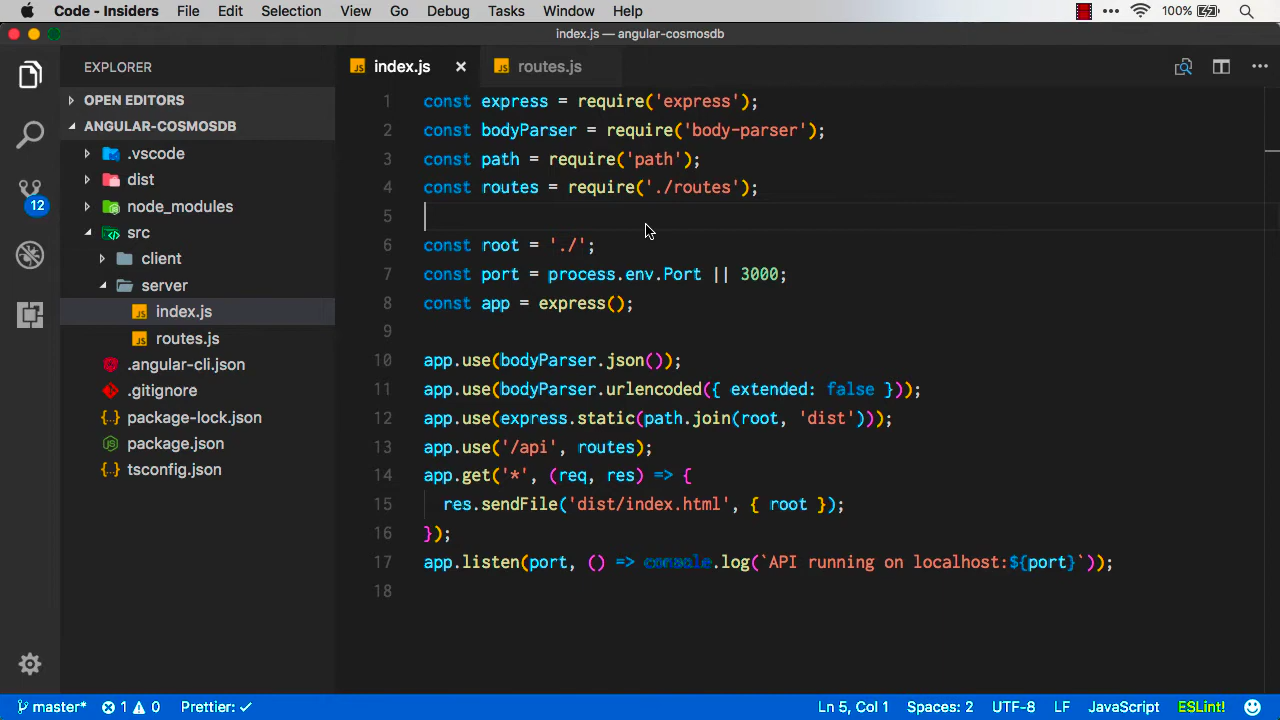 Code - Insiders File Edit Selection View Go Debug Tasks Window Help 100%
index.js — angular-cosmosdb
EXPLORER
OPEN EDITORS
ANGULAR-COSMOSDB
.vscode
dist
node_modules
src
client
server
index.js
routes.js
.angular-cli.json
.gitignore
package-lock.json
package.json
tsconfig.json
12
index.js routes.js
1 const express = require('express');
2 const bodyParser = require('body-parser');
3 const path = require('path');
4 const routes = require('./routes');
5
6 const root = './';
7 const port = process.env.Port || 3000;
8 const app = express();
9
10 app.use(bodyParser.json());
11 app.use(bodyParser.urlencoded({ extended: false }));
12 app.use(express.static(path.join(root, 'dist')));
13 app.use('/api', routes);
14 app.get('*', (req, res) => {
15 res.sendFile('dist/index.html', { root });
16 });
17 app.listen(port, () => console.log(`API running on localhost:${port}`));
18
master* 1 0 Prettier: ✓ Ln 5, Col 1 Spaces: 2 UTF-8 LF JavaScript ESLint!